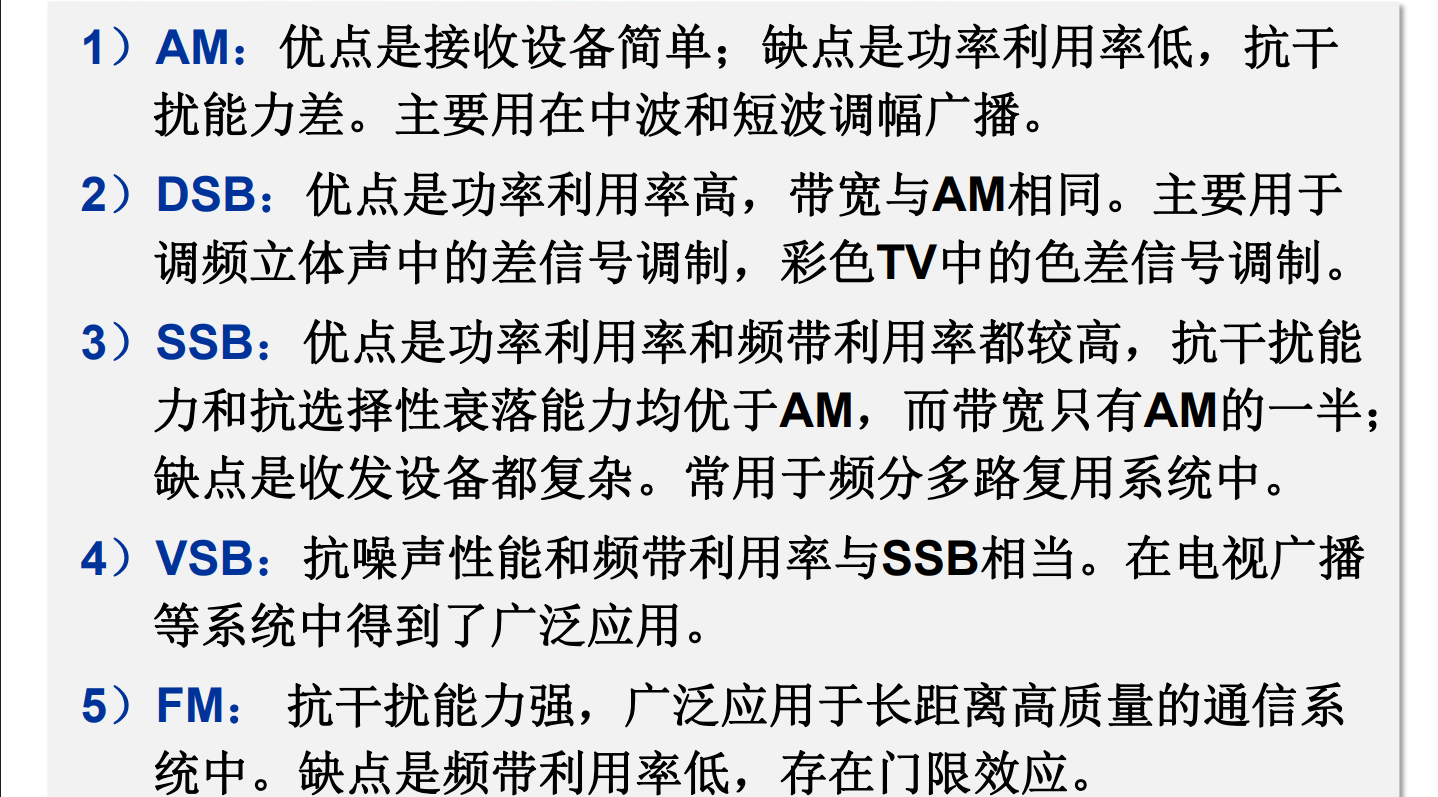 1）AM：优点是接收设备简单；缺点是功率利用率低，抗干
扰能力差。主要用在中波和短波调幅广播。
2）DSB：优点是功率利用率高，带宽与AM相同。主要用于
调频立体声中的差信号调制，彩色TV中的色差信号调制。
3）SSB：优点是功率利用率和频带利用率都较高，抗干扰能
力和抗选择性衰落能力均优于AM，而带宽只有AM的一半；
缺点是收发设备都复杂。常用于频分多路复用系统中。
4）VSB：抗噪声性能和频带利用率与SSB相当。在电视广播
等系统中得到了广泛应用。
5）FM： 抗干扰能力强，广泛应用于长距离高质量的通信系
统中。缺点是频带利用率低，存在门限效应。